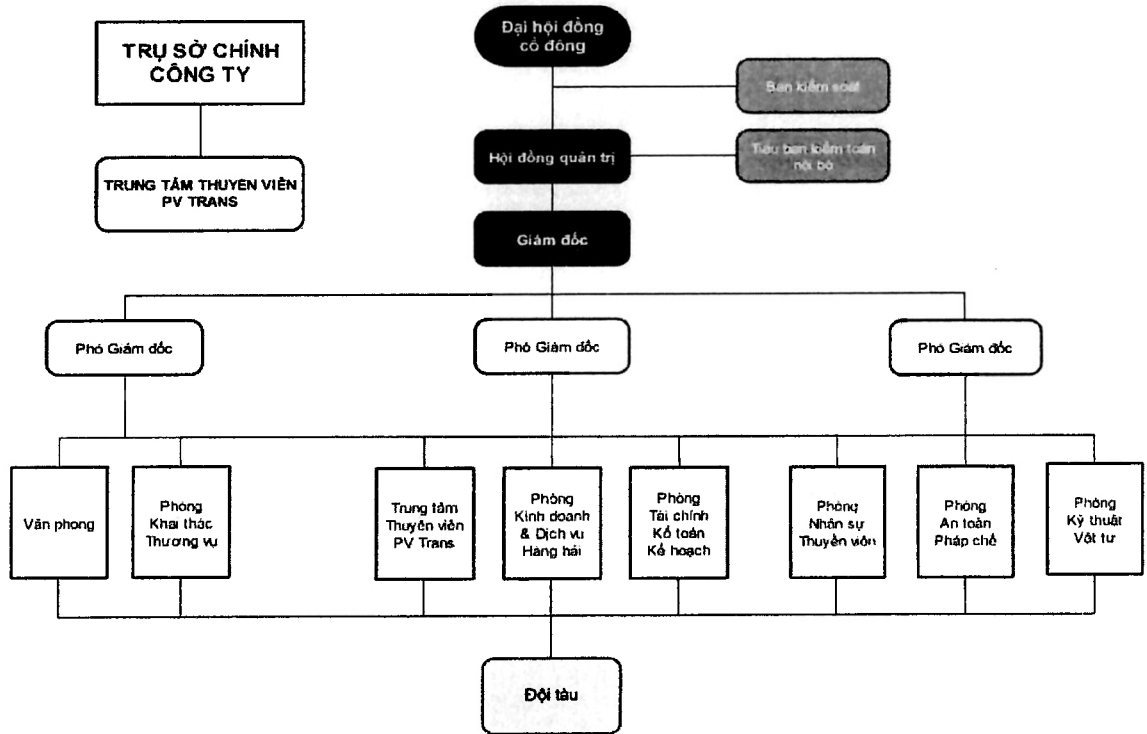 TRỤ SỞ CHÍNH
CÔNG TY
TRUNG TÂM THUYỀN VIÊN
PV TRANS
Đại hội đồng
cổ đông
Ban kiểm soát
Hội đồng quản trị
Tiểu ban kiểm toán
nội bộ
Giám đốc
Phó Giám đốc
Phó Giám đốc
Phó Giám đốc
Văn phong
Phòng
Khai thác
Thương vụ
Trung tâm
Thuyền viên
PV Trans
Phòng
Kinh doanh
& Dịch vụ
Hàng hải
Phòng
Tài chính
Kế toán
Kế hoạch
Phòng
Nhân sự
Thuyền viên
Phòng
An toàn
Pháp chế
Phòng
Kỹ thuật
Vật tư
Đội tàu